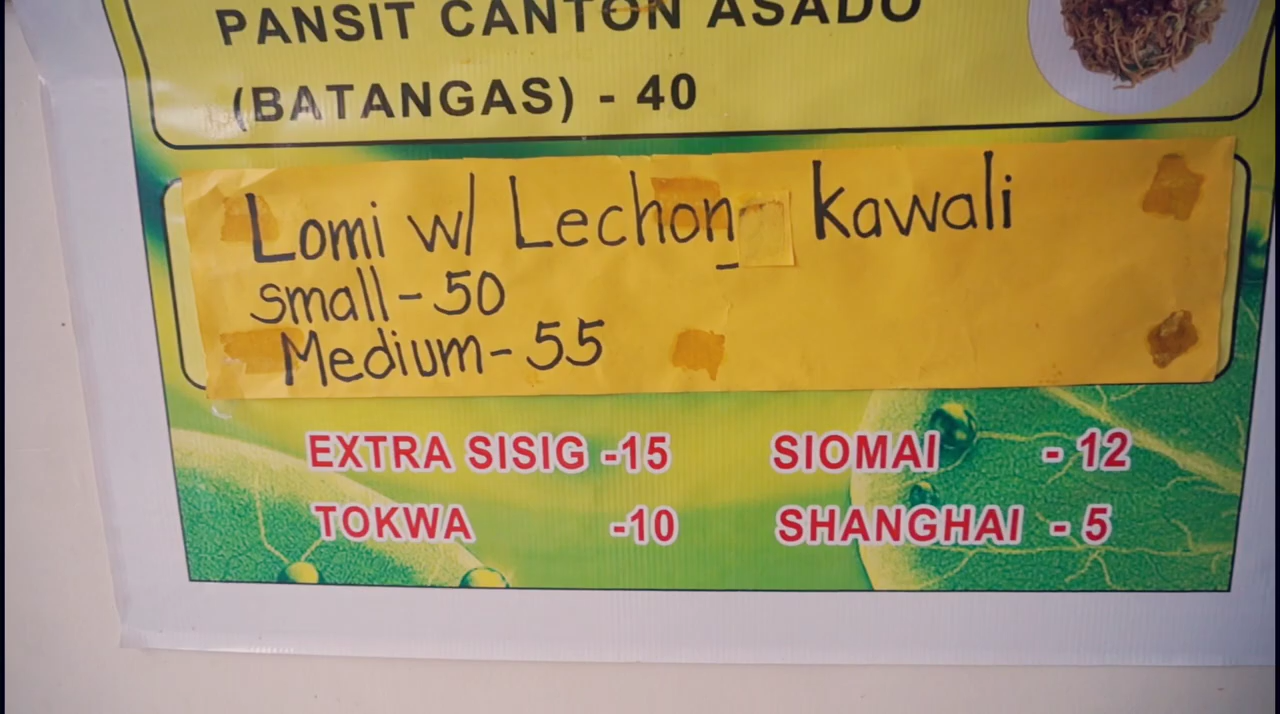 PANSIT CANTON ASADO
(BATANGAS) - 40
Lomi w/ Lechon kawali
small - 50
Medium - 55
EXTRA SISIG -15 SIOMAI - 12
TOKWA -10 SHANGHAI - 5